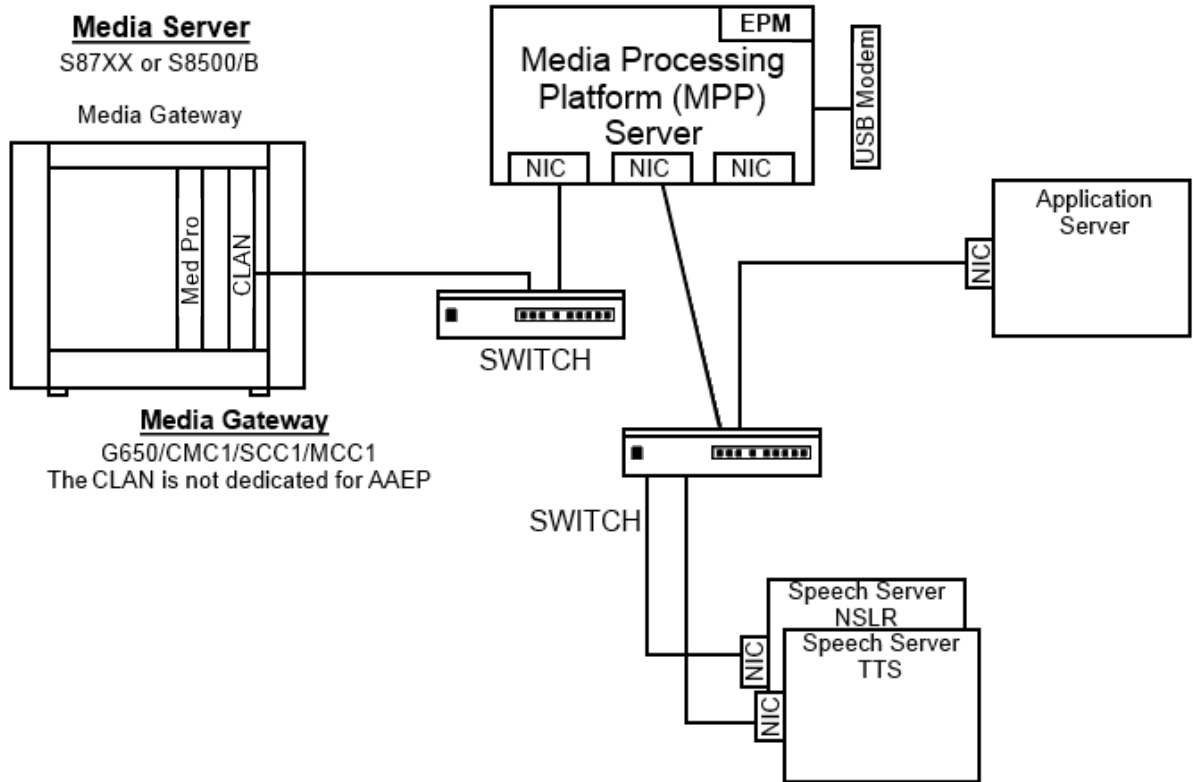 Media Server
S87XX or S8500/B
Media Gateway
Med Pro
CLAN
Media Gateway
G650/CMC1/SCC1/MCC1
The CLAN is not dedicated for AAEP
EPM
Media Processing
Platform (MPP)
Server
NIC
NIC
NIC
USB Modem
SWITCH
Application
Server
NIC
SWITCH
Speech Server
NSLR
NIC
Speech Server
TTS
NIC